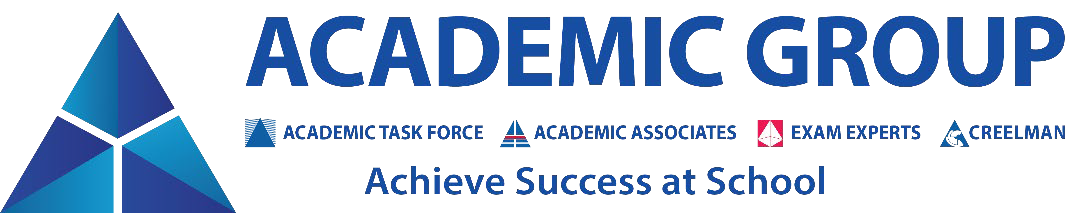 ACADEMIC GROUP
ACADEMIC TASK FORCE ACADEMIC ASSOCIATES EXAM EXPERTS CREELMAN
Achieve Success at School